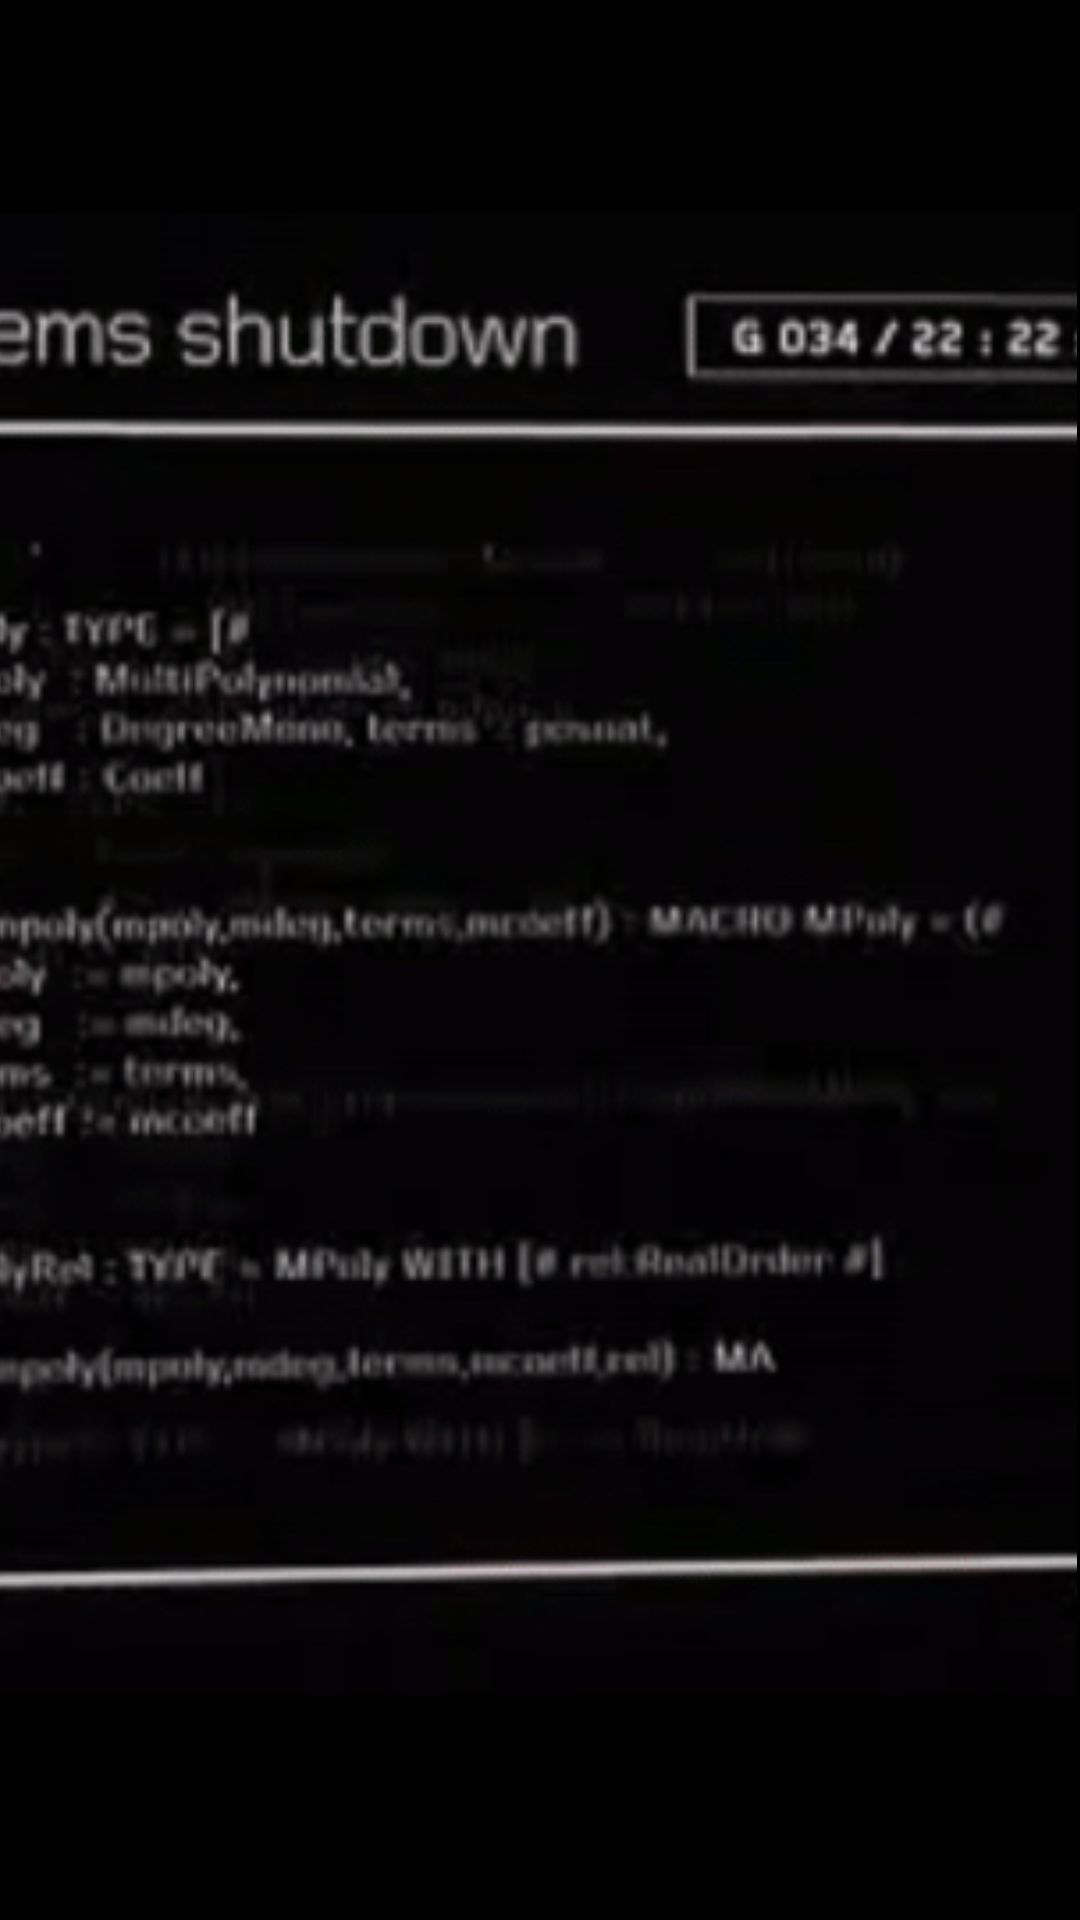 ems shutdown
G 034 / 22 : 22 :
ly : TYPE = [#
oly : MultiPolynomial,
eg : DegreeMono, terms : posnat,
oeff : Coeff
mpoly(mpoly,mdeg,terms,mcoeff) : MACRO MPoly = (#
oly := mpoly,
eg := mdeg,
ms := terms,
oeff := mcoeff
lyRel : TYPE = MPoly WITH [# rel:RealOrder #]
mpoly(mpoly,mdeg,terms,mcoeff,rel) : MA